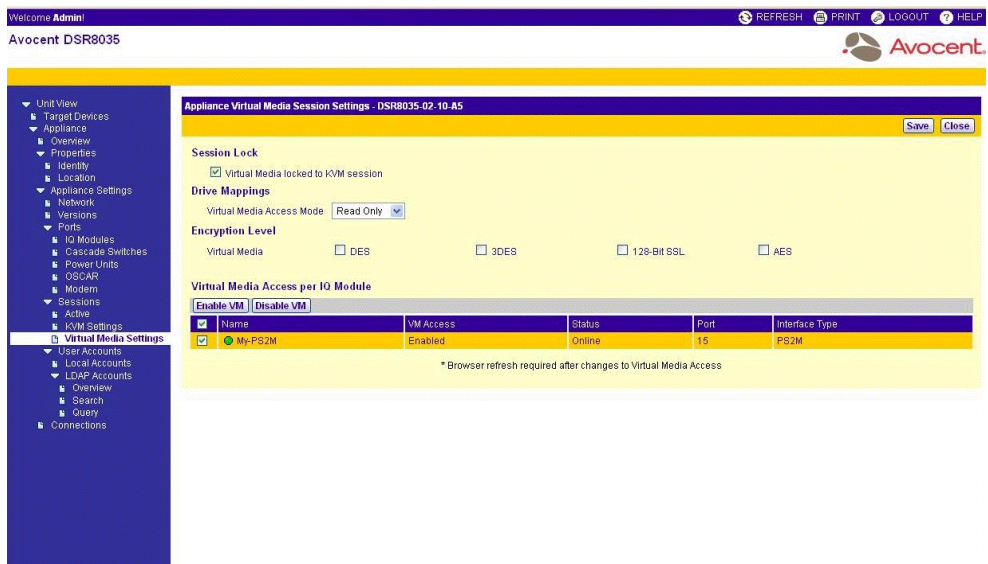 Welcome Admin!
REFRESH PRINT LOGOUT HELP
Avocent DSR8035
Avocent.
Unit View
Target Devices
Appliance
Overview
Properties
Identity
Location
Appliance Settings
Network
Versions
Ports
IQ Modules
Cascade Switches
Power Units
OSCAR
Modem
Sessions
Active
KVM Settings
Virtual Media Settings
User Accounts
Local Accounts
LDAP Accounts
Overview
Search
Query
Connections
Appliance Virtual Media Session Settings - DSR8035-02-10-A5
Save Close
Session Lock
Virtual Media locked to KVM session
Drive Mappings
Virtual Media Access Mode Read Only
Encryption Level
Virtual Media DES 3DES 128-Bit SSL AES
Virtual Media Access per IQ Module
Enable VM Disable VM
Name VM Access Status Port Interface Type
My-PS2M Enabled Online 15 PS2M
* Browser refresh required after changes to Virtual Media Access